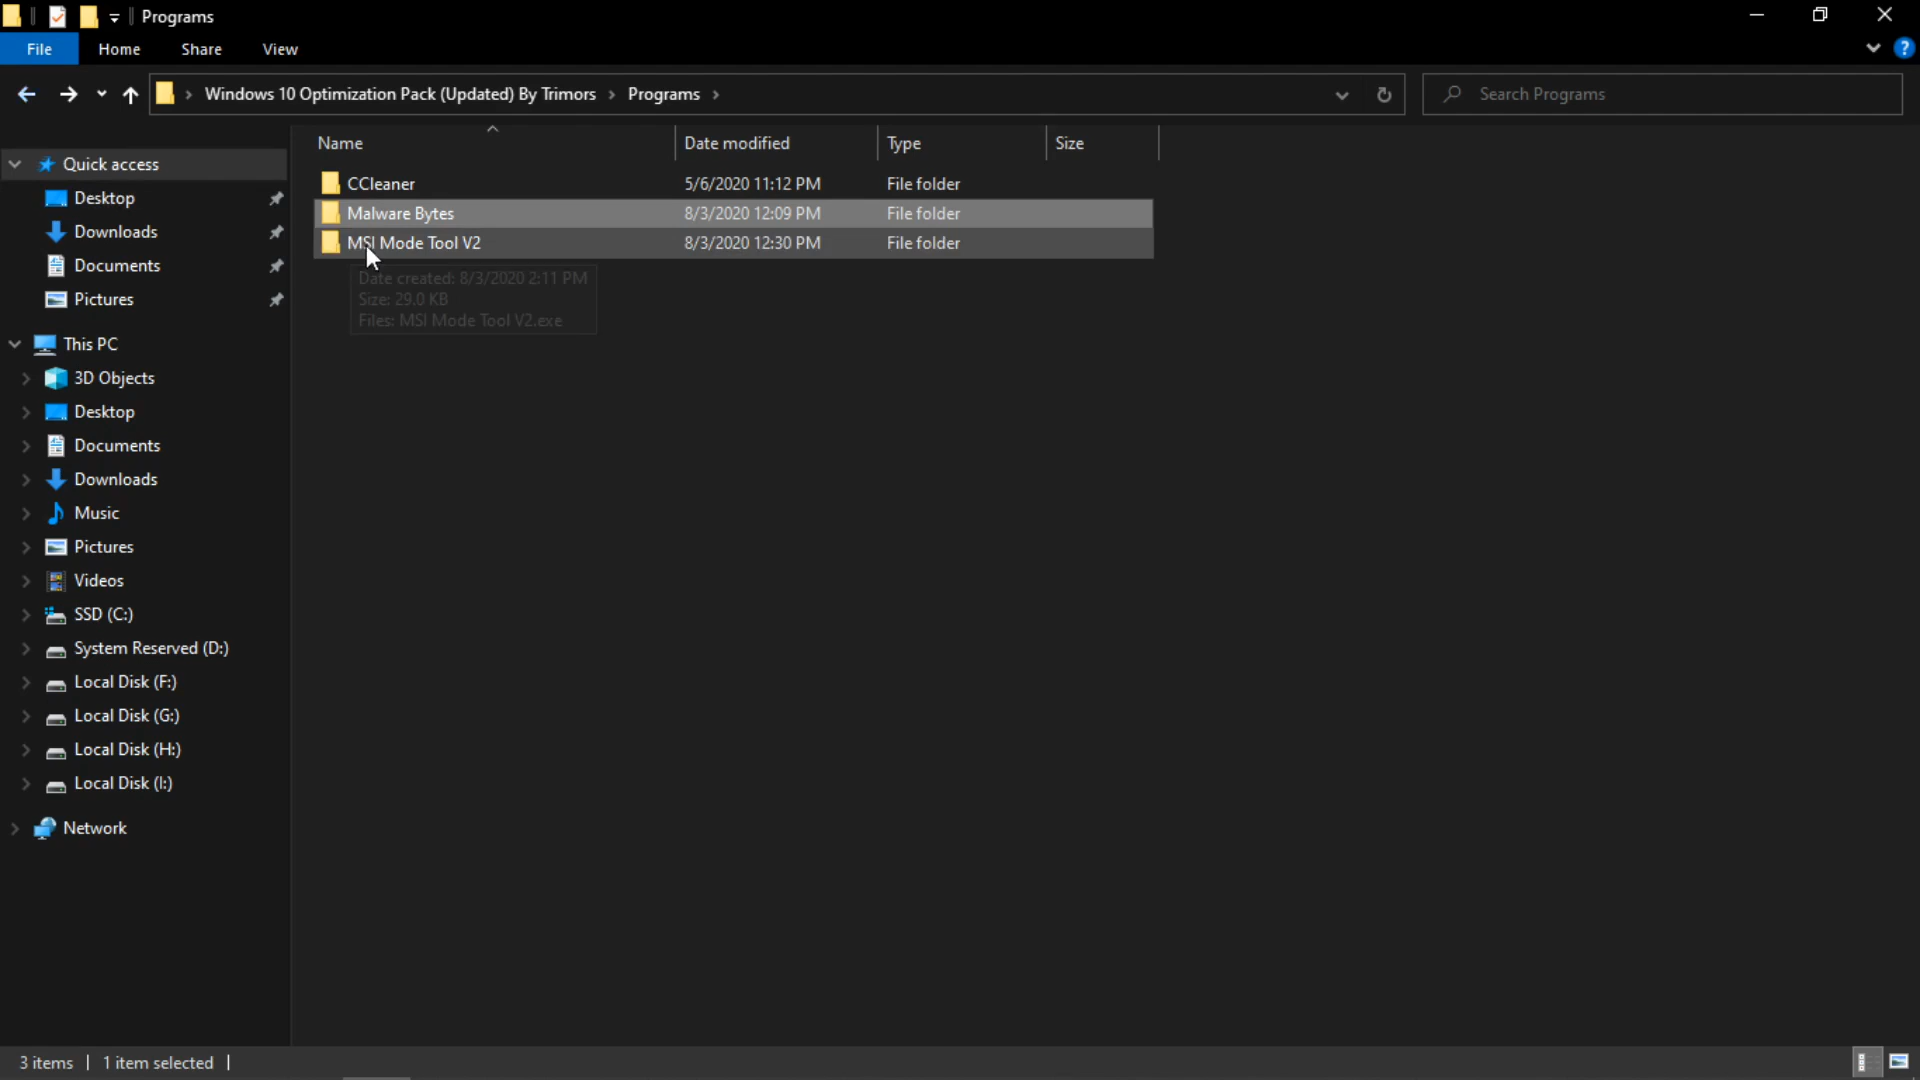 Programs
File Home Share View
Windows 10 Optimization Pack (Updated) By Trimors Programs
Search Programs
Name Date modified Type Size
Quick access
Desktop
Downloads
Documents
Pictures
This PC
3D Objects
Desktop
Documents
Downloads
Music
Pictures
Videos
SSD (C:)
System Reserved (D:)
Local Disk (F:)
Local Disk (G:)
Local Disk (H:)
Local Disk (I:)
Network
CCleaner 5/6/2020 11:12 PM File folder
Malware Bytes 8/3/2020 12:09 PM File folder
MSI Mode Tool V2 8/3/2020 12:30 PM File folder
Date created: 8/3/2020 2:11 PM
Size: 29.0 KB
Files: MSI Mode Tool V2.exe
3 items 1 item selected